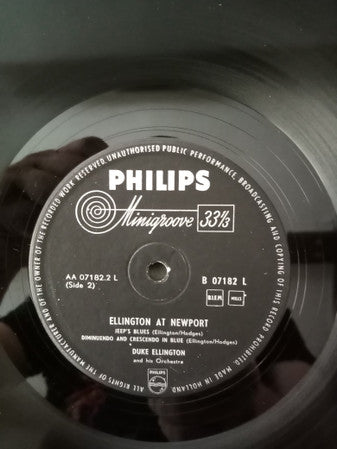 ALL RIGHTS OF THE MANUFACTURER AND OF THE OWNER OF THE RECORDED WORK RESERVED. UNAUTHORISED PUBLIC PERFORMANCE, BROADCASTING AND COPYING OF THIS RECORD PROHIBITED. MADE IN HOLLAND.
PHILIPS
Minigroove 33⅓
AA 07182.2 L
(Side 2)
B 07182 L
B.I.E.M.
ELLINGTON AT NEWPORT
JEEP'S BLUES (Ellington/Hodges)
DIMINUENDO AND CRESCENDO IN BLUE (Ellington/Hodges)
DUKE ELLINGTON
and his Orchestra
PHILIPS